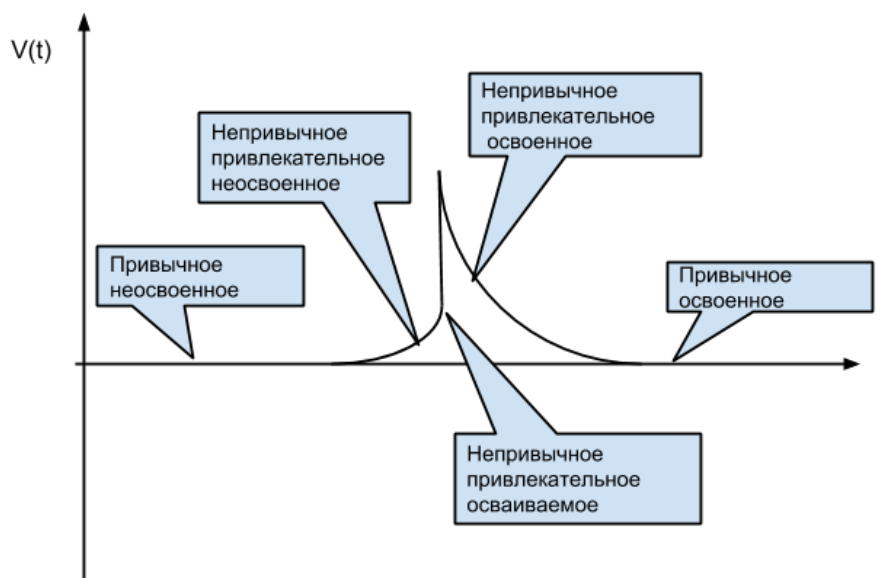 V(t)
Непривычное
привлекательное
освоенное
Непривычное
привлекательное
неосвоенное
Привычное
неосвоенное
Привычное
освоенное
Непривычное
привлекательное
осваиваемое